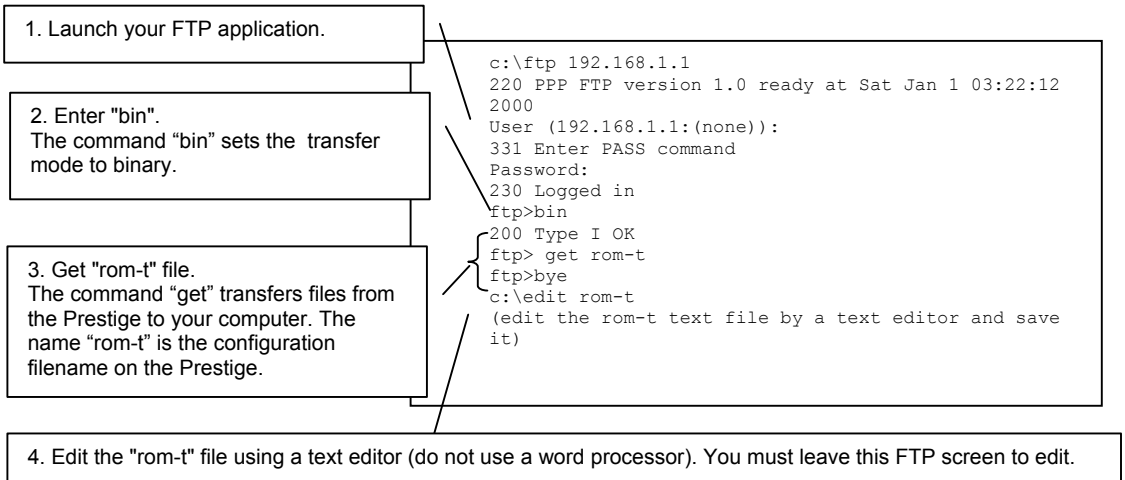 1. Launch your FTP application.
2. Enter "bin".
The command “bin” sets the  transfer
mode to binary.
3. Get "rom-t" file.
The command “get” transfers files from
the Prestige to your computer. The
name “rom-t” is the configuration
filename on the Prestige.
c:\ftp 192.168.1.1
220 PPP FTP version 1.0 ready at Sat Jan 1 03:22:12
2000
User (192.168.1.1:(none)):
331 Enter PASS command
Password:
230 Logged in
ftp>bin
200 Type I OK
ftp> get rom-t
ftp>bye
c:\edit rom-t
(edit the rom-t text file by a text editor and save
it)
4. Edit the "rom-t" file using a text editor (do not use a word processor). You must leave this FTP screen to edit.